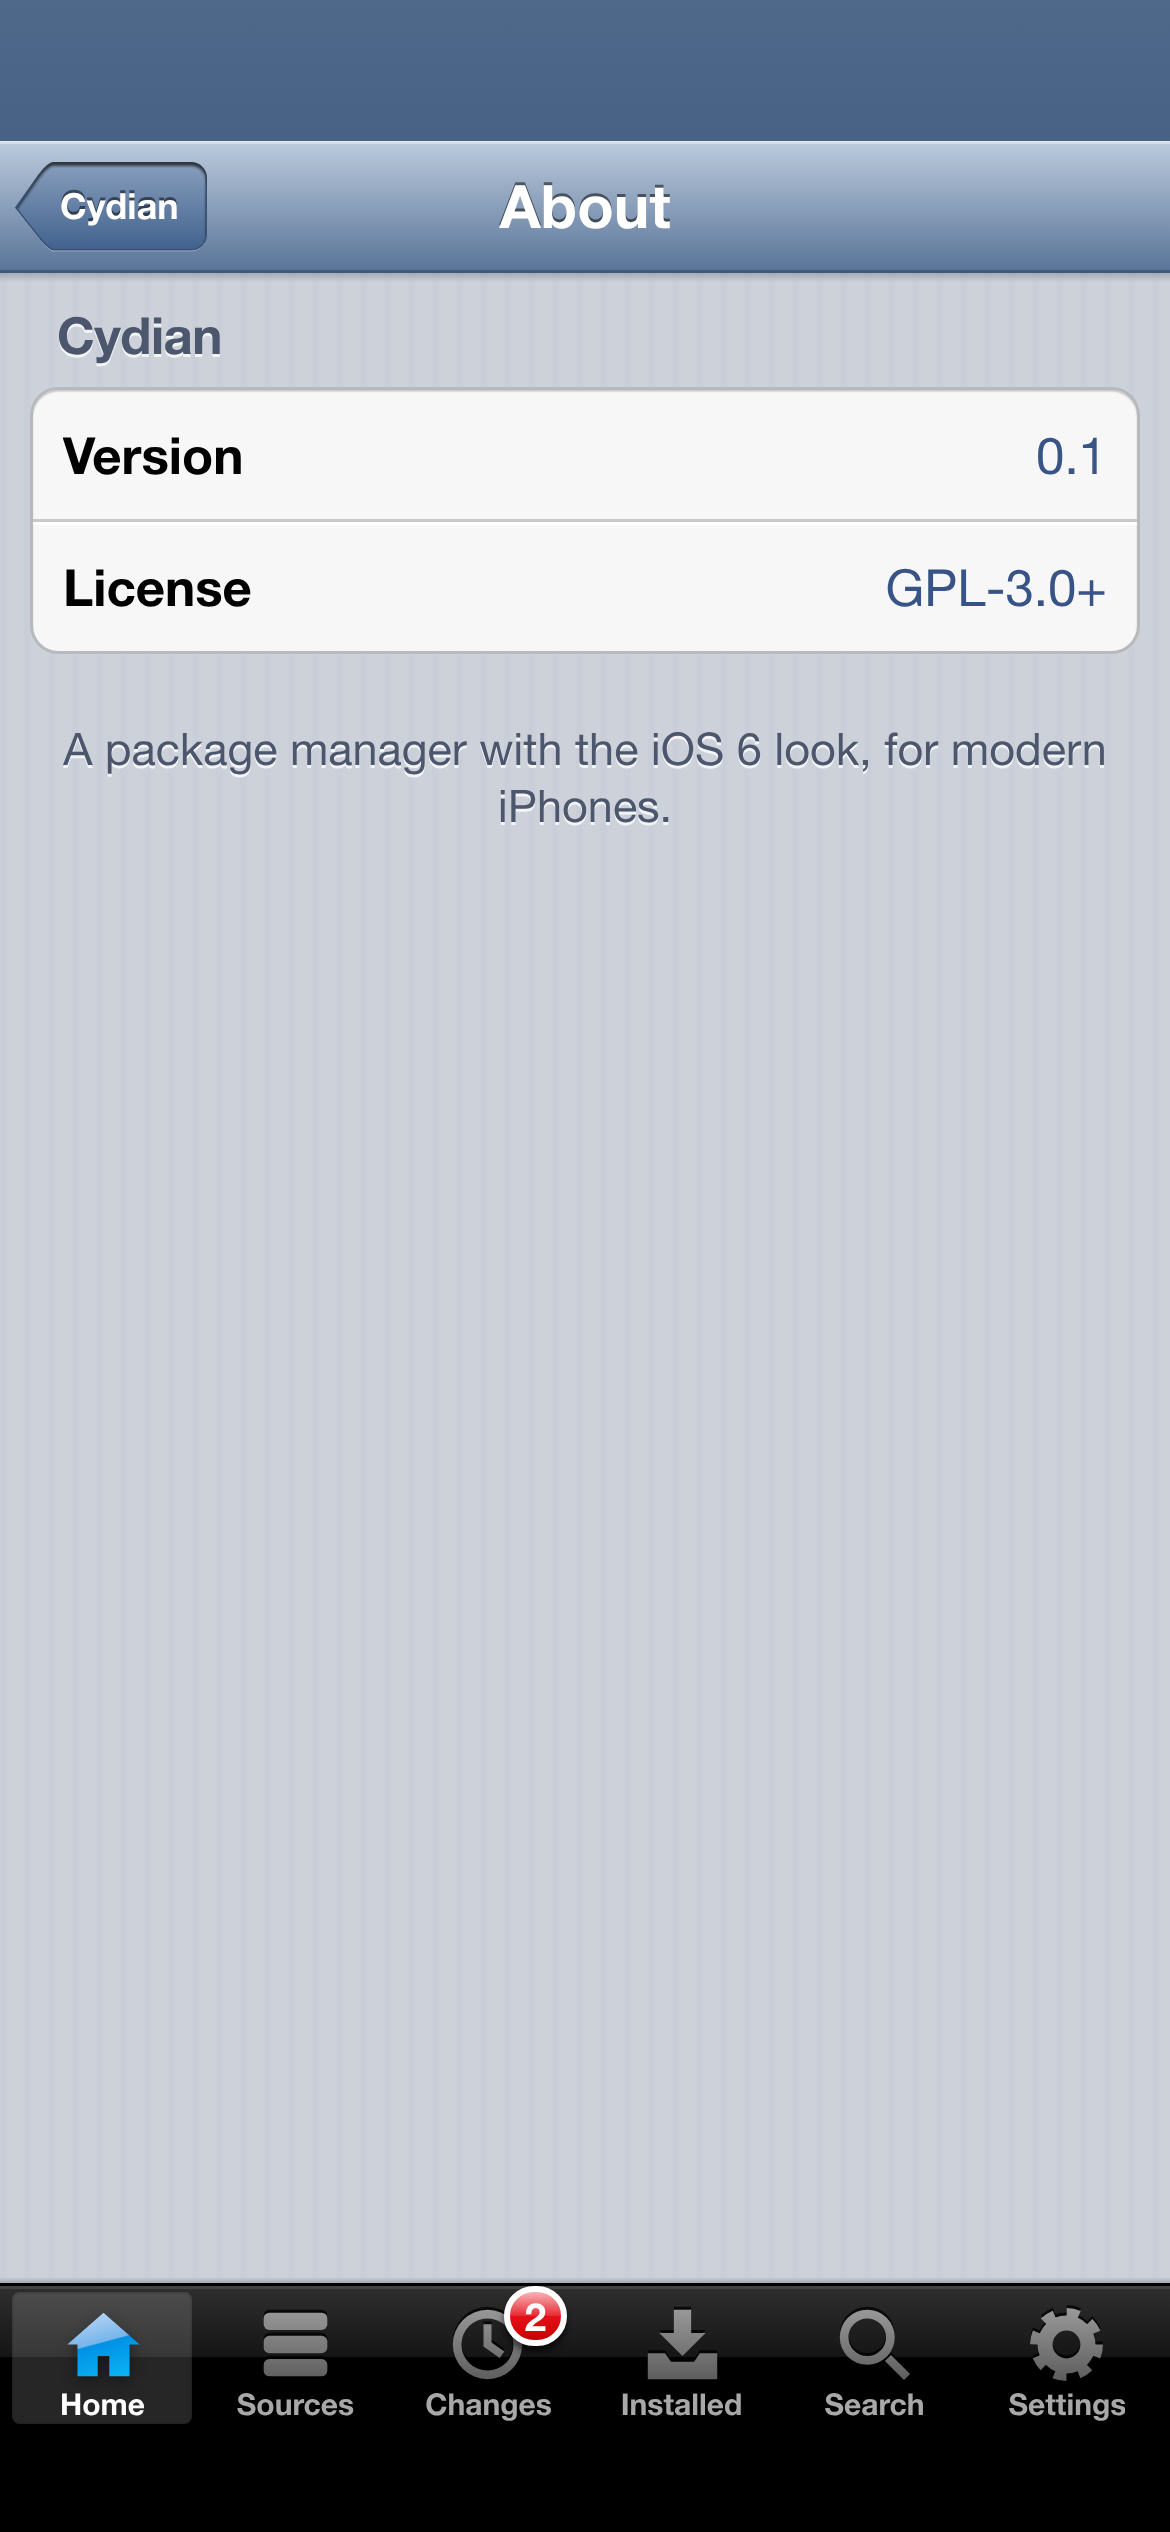 Cydian
About
Cydian
Version 0.1
License GPL-3.0+
A package manager with the iOS 6 look, for modern
iPhones.
2
Home Sources Changes Installed Search Settings